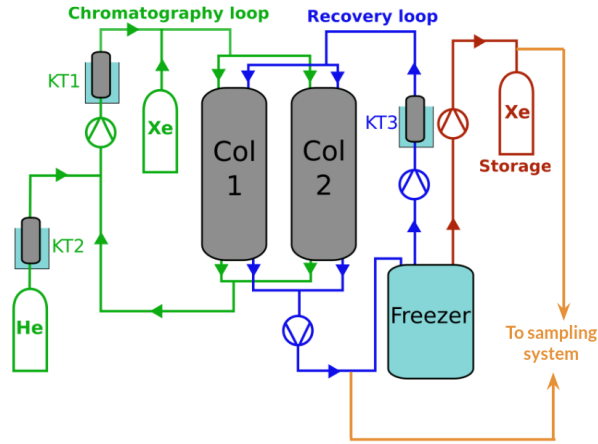 Chromatography loop
Recovery loop
KT1
Xe
Col
1
Col
2
KT3
Xe
Storage
KT2
He
Freezer
To sampling
system